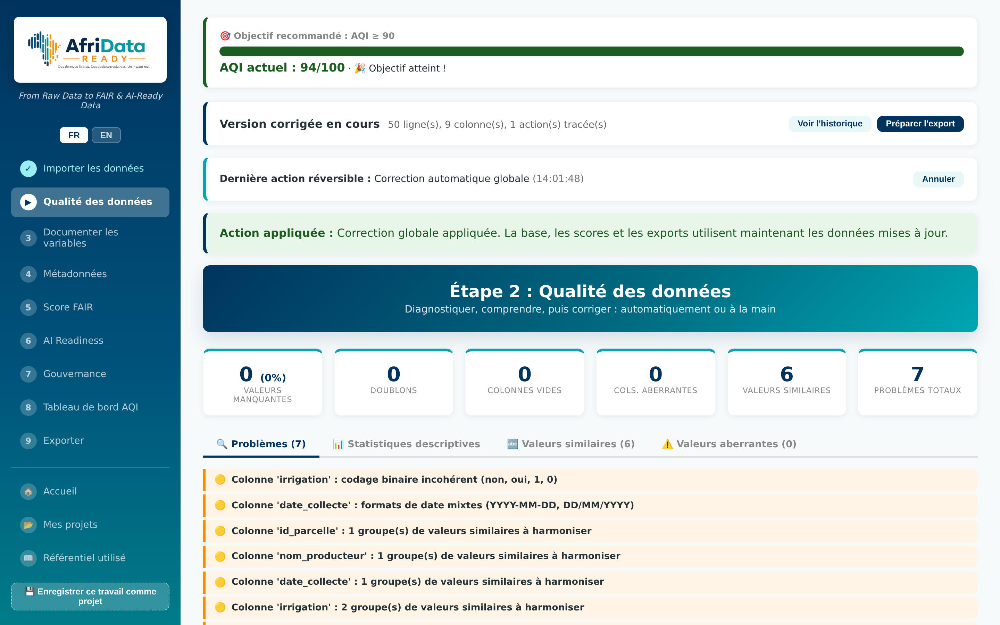 AfriData
READY
Des donnees fiables. Des decisions eclairees. Un impact reel.
From Raw Data to FAIR & AI-Ready
Data
FR
EN
✓ Importer les données
▶ Qualité des données
3 Documenter les
variables
4 Métadonnées
5 Score FAIR
6 AI Readiness
7 Gouvernance
8 Tableau de bord AQI
9 Exporter
🏠 Accueil
📂 Mes projets
📖 Référentiel utilisé
💾 Enregistrer ce travail comme
projet
🎯 Objectif recommandé : AQI ≥ 90
AQI actuel : 94/100 · 🎉 Objectif atteint !
Version corrigée en cours 50 ligne(s), 9 colonne(s), 1 action(s) tracée(s)
Voir l'historique
Préparer l'export
Dernière action réversible : Correction automatique globale (14:01:48)
Annuler
Action appliquée : Correction globale appliquée. La base, les scores et les exports utilisent maintenant les données mises à jour.
Étape 2 : Qualité des données
Diagnostiquer, comprendre, puis corriger : automatiquement ou à la main
0 (0%)
VALEURS
MANQUANTES
0
DOUBLONS
0
COLONNES VIDES
0
COLS. ABERRANTES
6
VALEURS SIMILAIRES
7
PROBLÈMES TOTAUX
🔍 Problèmes (7)
📊 Statistiques descriptives
🔤 Valeurs similaires (6)
⚠️ Valeurs aberrantes (0)
🟡 Colonne 'irrigation' : codage binaire incohérent (non, oui, 1, 0)
🟡 Colonne 'date_collecte' : formats de date mixtes (YYYY-MM-DD, DD/MM/YYYY)
🟡 Colonne 'id_parcelle' : 1 groupe(s) de valeurs similaires à harmoniser
🟡 Colonne 'nom_producteur' : 1 groupe(s) de valeurs similaires à harmoniser
🟡 Colonne 'date_collecte' : 1 groupe(s) de valeurs similaires à harmoniser
🟡 Colonne 'irrigation' : 2 groupe(s) de valeurs similaires à harmoniser